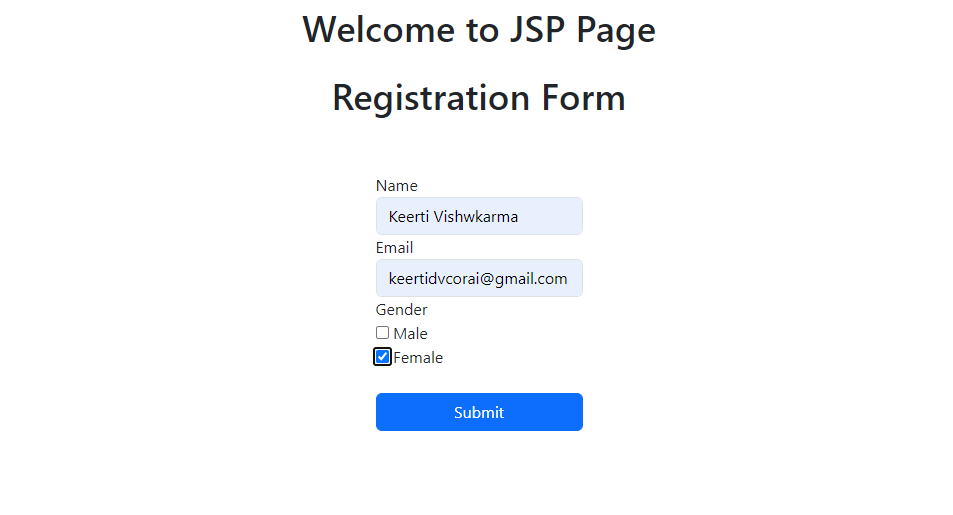 Welcome to JSP Page
Registration Form
Name
Keerti Vishwkarma
Email
keertidvcorai@gmail.com
Gender
Male
Female
Submit